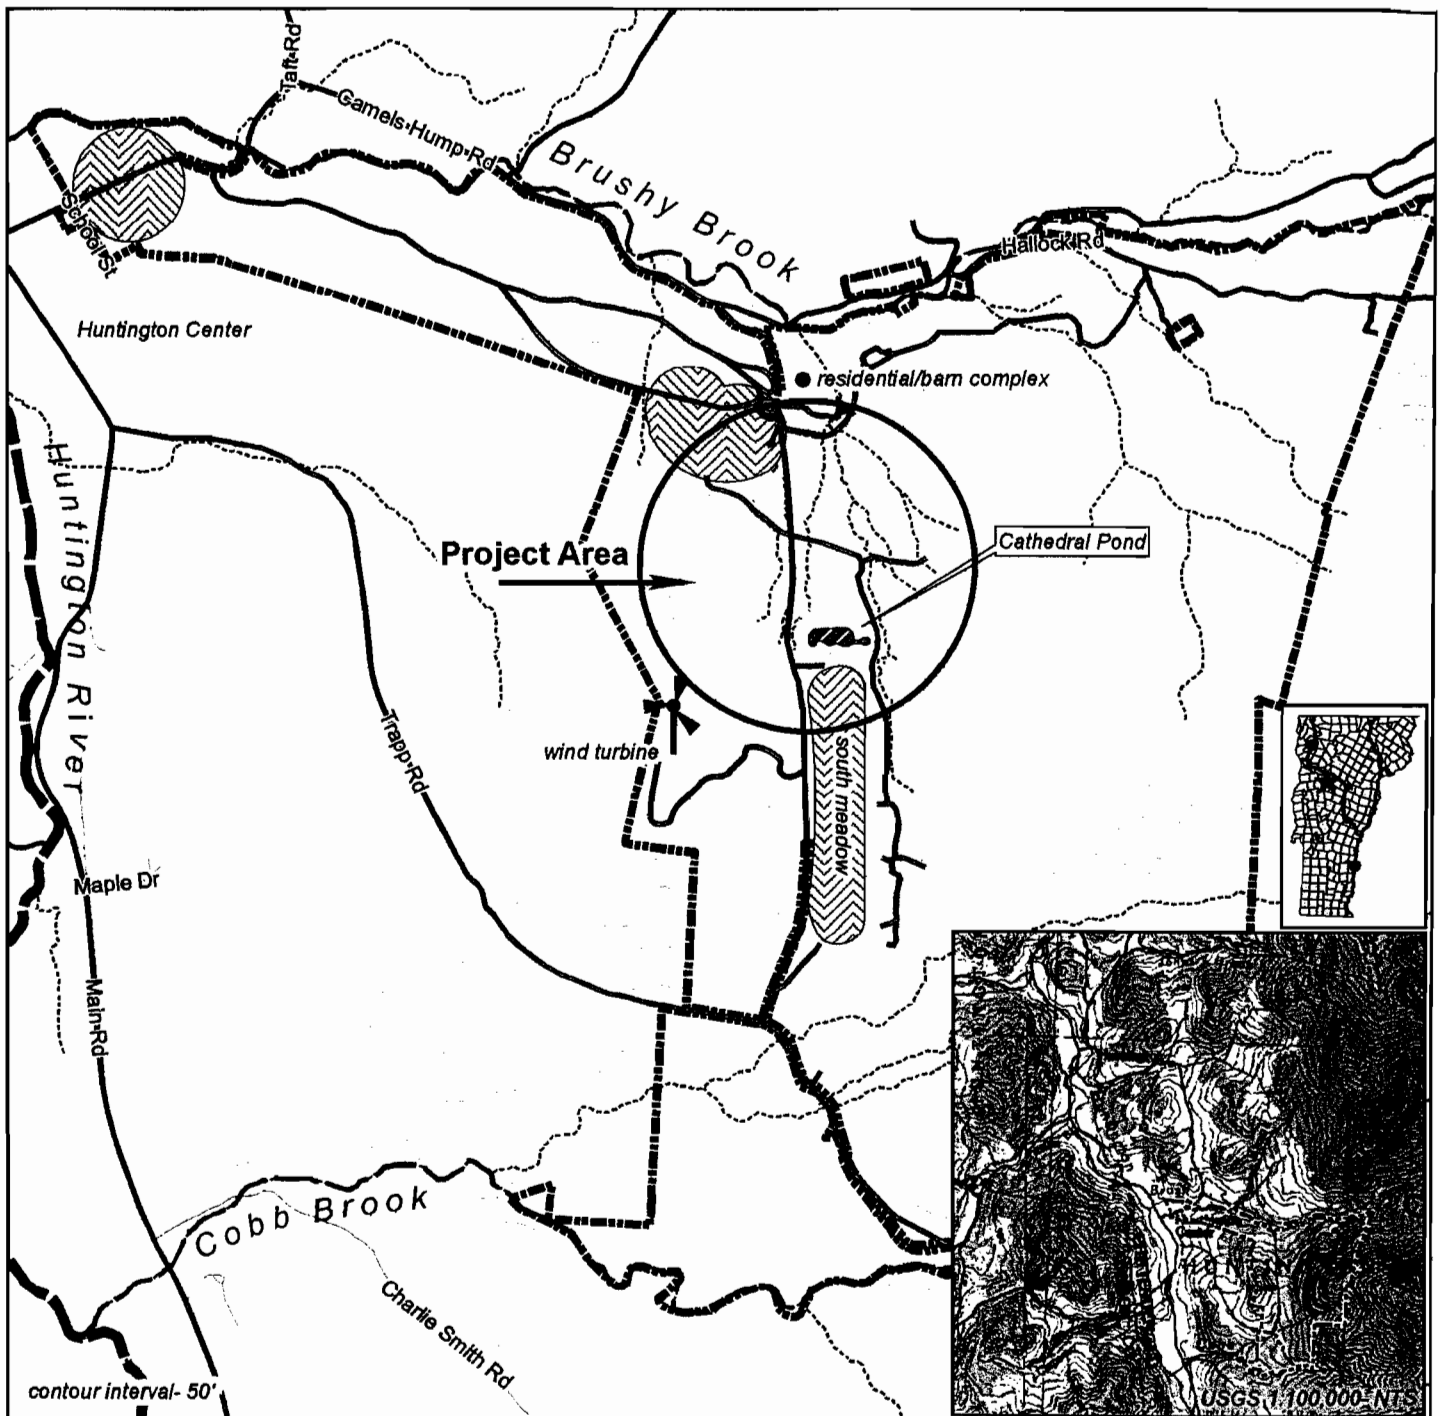 Taft Rd
Camels Hump Rd
Brushy Brook
School St
Hallock Rd
Huntington Center
residential/barn complex
Huntington River
Project Area
Cathedral Pond
Trapp Rd
wind turbine
south meadow
Maple Dr
Main Rd
Cobb Brook
Charlie Smith Rd
contour interval- 50'
USGS 1:100 000- NTS